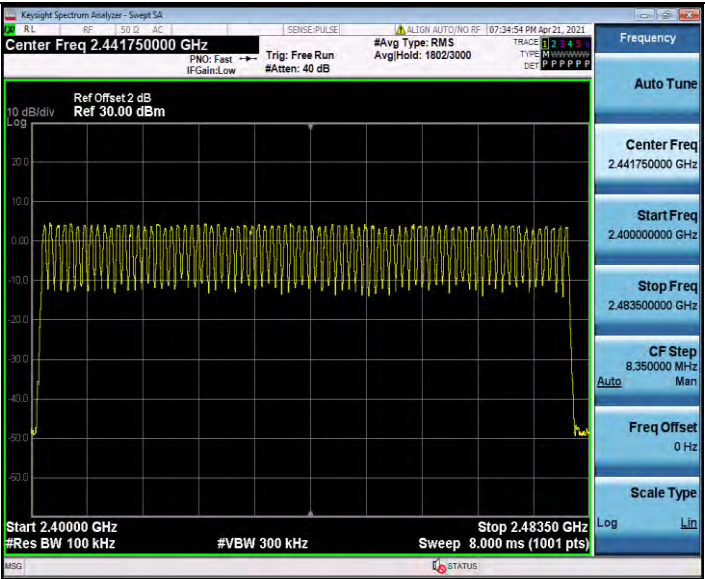 Keysight Spectrum Analyzer - Swept SA
RL RF 50 Ω AC SENSE:PULSE ALIGN AUTO/NO RF 07:34:54 PM Apr 21, 2021
Center Freq 2.441750000 GHz
PNO: Fast
IFGain:Low
Trig: Free Run
#Atten: 40 dB
#Avg Type: RMS
Avg|Hold: 1802/3000
TRACE 1 2 3 4 5 6
TYPE MWWWWW
DET P P P P P P
Ref Offset 2 dB
10 dB/div Ref 30.00 dBm
Log
20.0
10.0
0.00
-10.0
-20.0
-30.0
-40.0
-50.0
-60.0
Start 2.40000 GHz Stop 2.48350 GHz
#Res BW 100 kHz #VBW 300 kHz Sweep 8.000 ms (1001 pts)
MSG STATUS
Frequency
Auto Tune
Center Freq
2.441750000 GHz
Start Freq
2.400000000 GHz
Stop Freq
2.483500000 GHz
CF Step
8.350000 MHz
Auto Man
Freq Offset
0 Hz
Scale Type
Log Lin